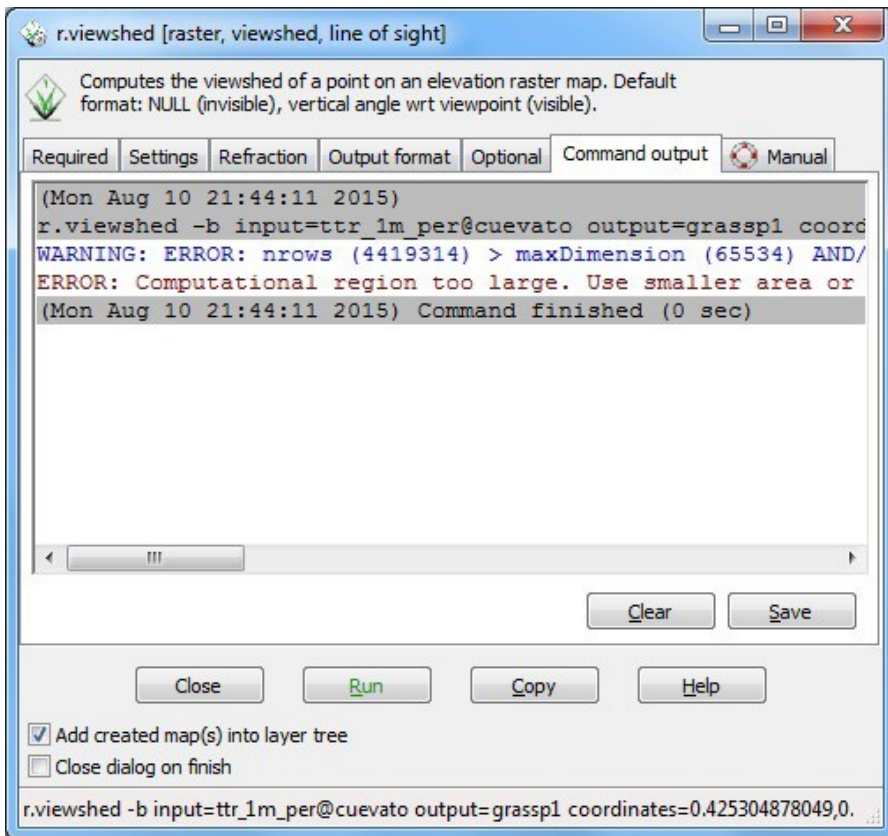 r.viewshed [raster, viewshed, line of sight]
Computes the viewshed of a point on an elevation raster map. Default
format: NULL (invisible), vertical angle wrt viewpoint (visible).
Required Settings Refraction Output format Optional Command output Manual
(Mon Aug 10 21:44:11 2015)
r.viewshed -b input=ttr_1m_per@cuevato output=grassp1 coord
WARNING: ERROR: nrows (4419314) > maxDimension (65534) AND/
ERROR: Computational region too large. Use smaller area or
(Mon Aug 10 21:44:11 2015) Command finished (0 sec)
Clear Save
Close Run Copy Help
Add created map(s) into layer tree
Close dialog on finish
r.viewshed -b input=ttr_1m_per@cuevato output=grassp1 coordinates=0.425304878049,0.